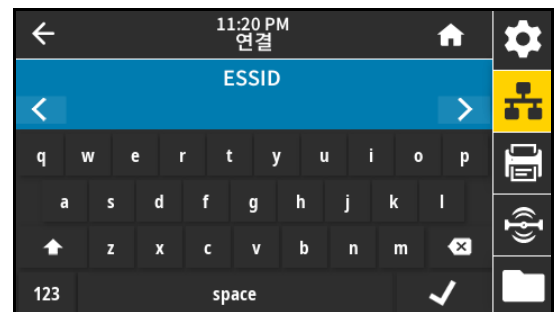 11:20 PM
연결
ESSID
q w e r t y u i o p
a s d f g h j k l
z x c v b n m
123 space